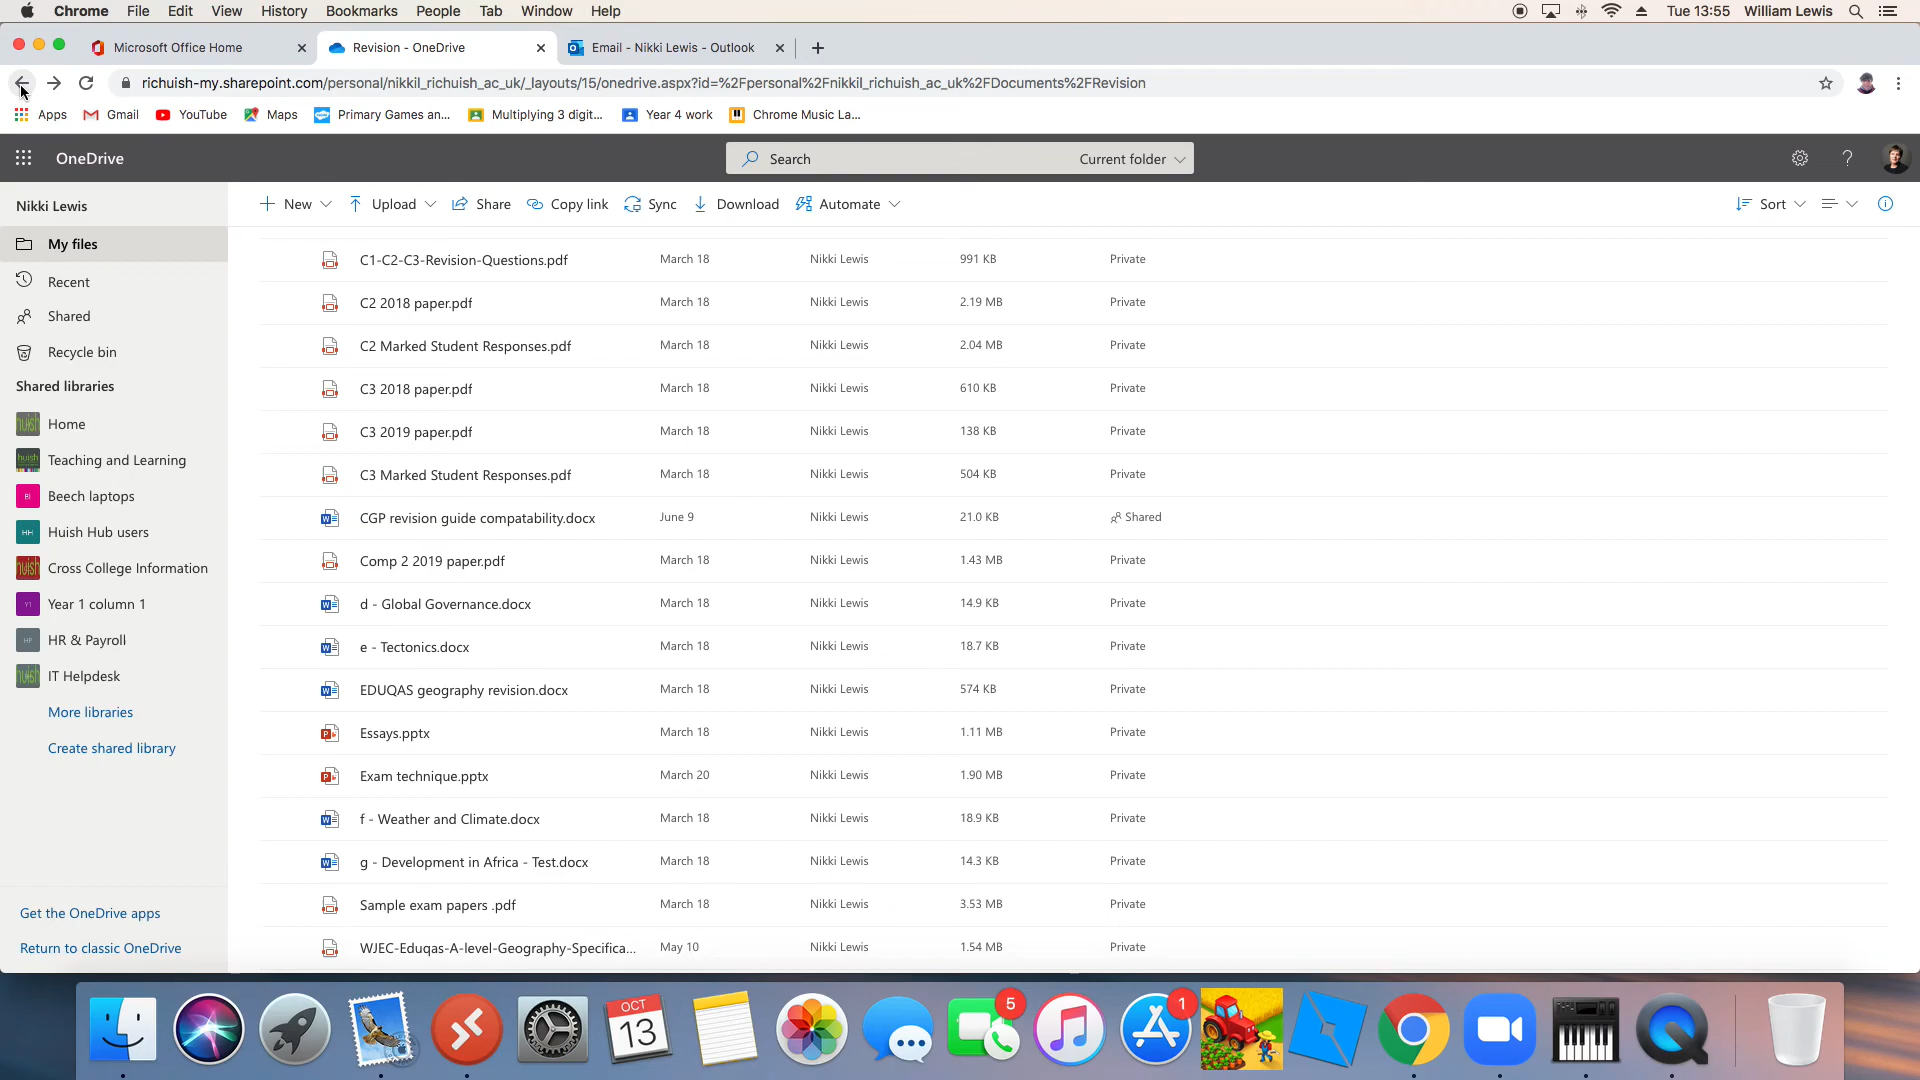 Chrome File Edit View History Bookmarks People Tab Window Help Tue 13:55 William Lewis
Microsoft Office Home Revision - OneDrive Email - Nikki Lewis - Outlook
richuish-my.sharepoint.com/personal/nikkil_richuish_ac_uk/_layouts/15/onedrive.aspx?id=%2Fpersonal%2Fnikkil_richuish_ac_uk%2FDocuments%2FRevision
Apps Gmail YouTube Maps Primary Games an... Multiplying 3 digit... Year 4 work Chrome Music La...
OneDrive Search Current folder ?
Nikki Lewis
New Upload Share Copy link Sync Download Automate Sort
My files
Recent
Shared
Recycle bin
Shared libraries
huish Home
huish Teaching and Learning
Bl Beech laptops
HH Huish Hub users
huish Cross College Information
Y1 Year 1 column 1
HP HR & Payroll
huish IT Helpdesk
More libraries
Create shared library
Get the OneDrive apps
Return to classic OneDrive
C1-C2-C3-Revision-Questions.pdf March 18 Nikki Lewis 991 KB Private
C2 2018 paper.pdf March 18 Nikki Lewis 2.19 MB Private
C2 Marked Student Responses.pdf March 18 Nikki Lewis 2.04 MB Private
C3 2018 paper.pdf March 18 Nikki Lewis 610 KB Private
C3 2019 paper.pdf March 18 Nikki Lewis 138 KB Private
C3 Marked Student Responses.pdf March 18 Nikki Lewis 504 KB Private
CGP revision guide compatability.docx June 9 Nikki Lewis 21.0 KB Shared
Comp 2 2019 paper.pdf March 18 Nikki Lewis 1.43 MB Private
d - Global Governance.docx March 18 Nikki Lewis 14.9 KB Private
e - Tectonics.docx March 18 Nikki Lewis 18.7 KB Private
EDUQAS geography revision.docx March 18 Nikki Lewis 574 KB Private
Essays.pptx March 18 Nikki Lewis 1.11 MB Private
Exam technique.pptx March 20 Nikki Lewis 1.90 MB Private
f - Weather and Climate.docx March 18 Nikki Lewis 18.9 KB Private
g - Development in Africa - Test.docx March 18 Nikki Lewis 14.3 KB Private
Sample exam papers .pdf March 18 Nikki Lewis 3.53 MB Private
WJEC-Eduqas-A-level-Geography-Specifica... May 10 Nikki Lewis 1.54 MB Private
OCT
13
5
1